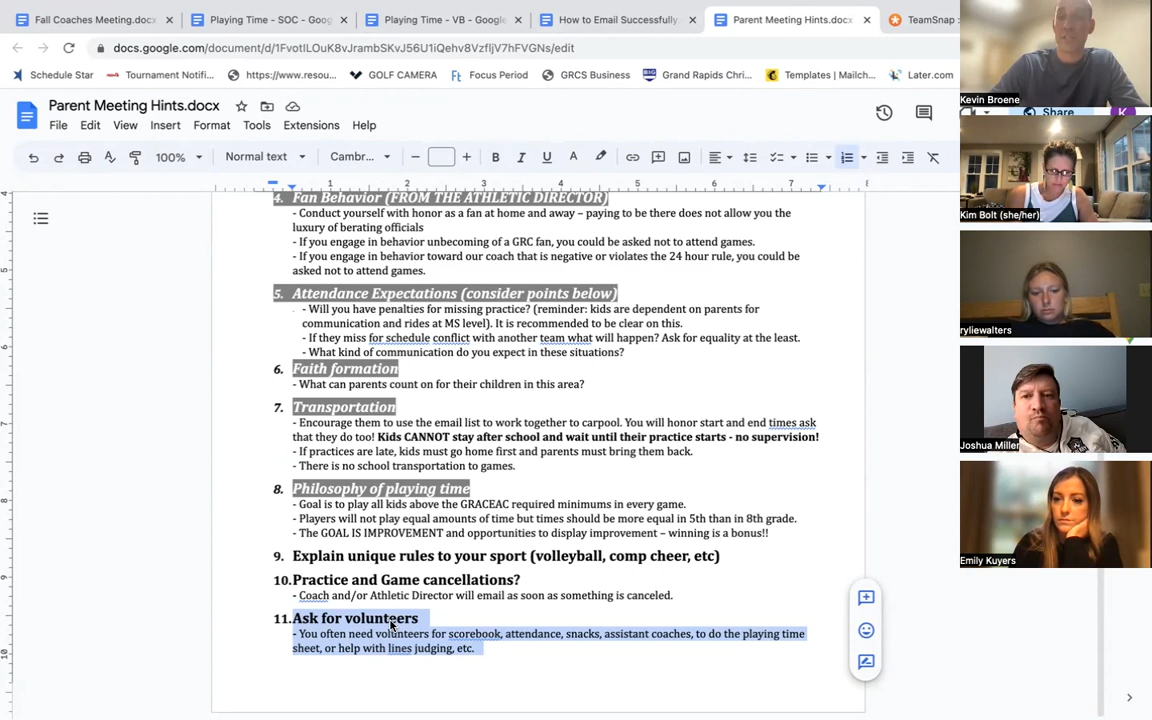 Fall Coaches Meeting.docx
Playing Time - SOC - Goog
Playing Time - VB - Google
How to Email Successfully
Parent Meeting Hints.docx
TeamSnap
docs.google.com/document/d/1FvotILOuK8vJrambSKvJ56U1iQehv8VzfljV7hFVGNs/edit
Schedule Star
Tournament Notifi...
https://www.resou...
GOLF CAMERA
Focus Period
GRCS Business
Grand Rapids Chri...
Templates | Mailch...
Later.com
Parent Meeting Hints.docx
File Edit View Insert Format Tools Extensions Help
Share
100%
Normal text
Cambr...
1 2 3 4 5 6 7
4. Fan Behavior (FROM THE ATHLETIC DIRECTOR)
- Conduct yourself with honor as a fan at home and away – paying to be there does not allow you the
luxury of berating officials
- If you engage in behavior unbecoming of a GRC fan, you could be asked not to attend games.
- If you engage in behavior toward our coach that is negative or violates the 24 hour rule, you could be
asked not to attend games.
5. Attendance Expectations (consider points below)
- Will you have penalties for missing practice? (reminder: kids are dependent on parents for
communication and rides at MS level). It is recommended to be clear on this.
- If they miss for schedule conflict with another team what will happen? Ask for equality at the least.
- What kind of communication do you expect in these situations?
6. Faith formation
- What can parents count on for their children in this area?
7. Transportation
- Encourage them to use the email list to work together to carpool. You will honor start and end times ask
that they do too! Kids CANNOT stay after school and wait until their practice starts - no supervision!
- If practices are late, kids must go home first and parents must bring them back.
- There is no school transportation to games.
8. Philosophy of playing time
- Goal is to play all kids above the GRACEAC required minimums in every game.
- Players will not play equal amounts of time but times should be more equal in 5th than in 8th grade.
- The GOAL IS IMPROVEMENT and opportunities to display improvement – winning is a bonus!!
9. Explain unique rules to your sport (volleyball, comp cheer, etc)
10. Practice and Game cancellations?
- Coach and/or Athletic Director will email as soon as something is canceled.
11. Ask for volunteers
- You often need volunteers for scorebook, attendance, snacks, assistant coaches, to do the playing time
sheet, or help with lines judging, etc.
Kevin Broene
Kim Bolt (she/her)
ryliewalters
Joshua Miller
Emily Kuyers